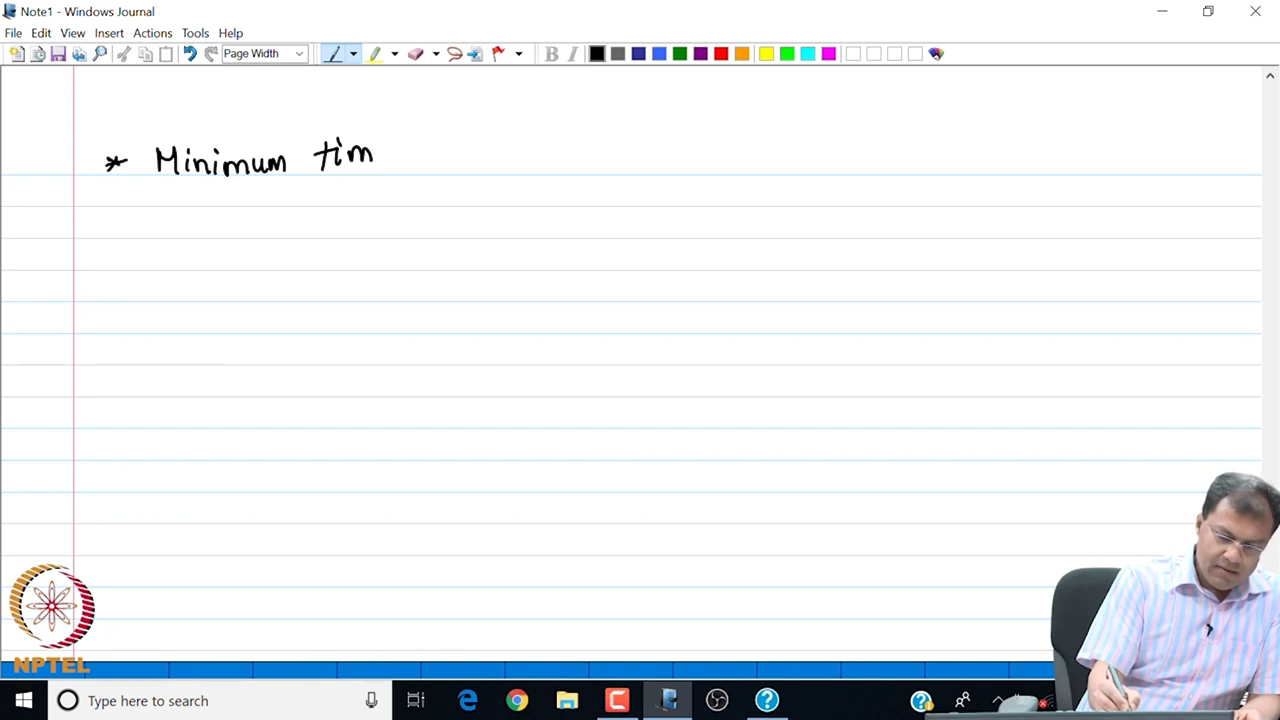 Note1 - Windows Journal
File Edit View Insert Actions Tools Help
Page Width B I
* Minimum tim
NPTEL
Type here to search